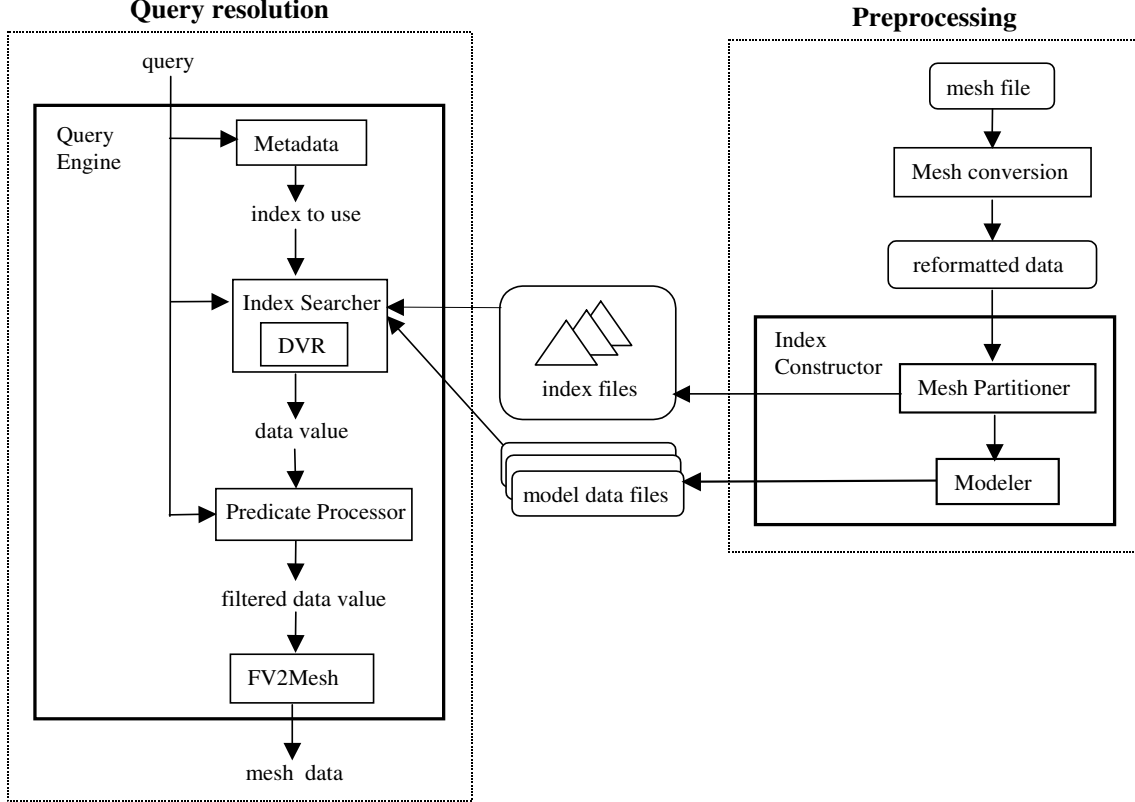 Query resolution
query
Query
Engine
Metadata
index to use
Index Searcher
DVR
data value
Predicate Processor
filtered data value
FV2Mesh
mesh data
index files
model data files
Preprocessing
mesh file
Mesh conversion
reformatted data
Index
Constructor
Mesh Partitioner
Modeler